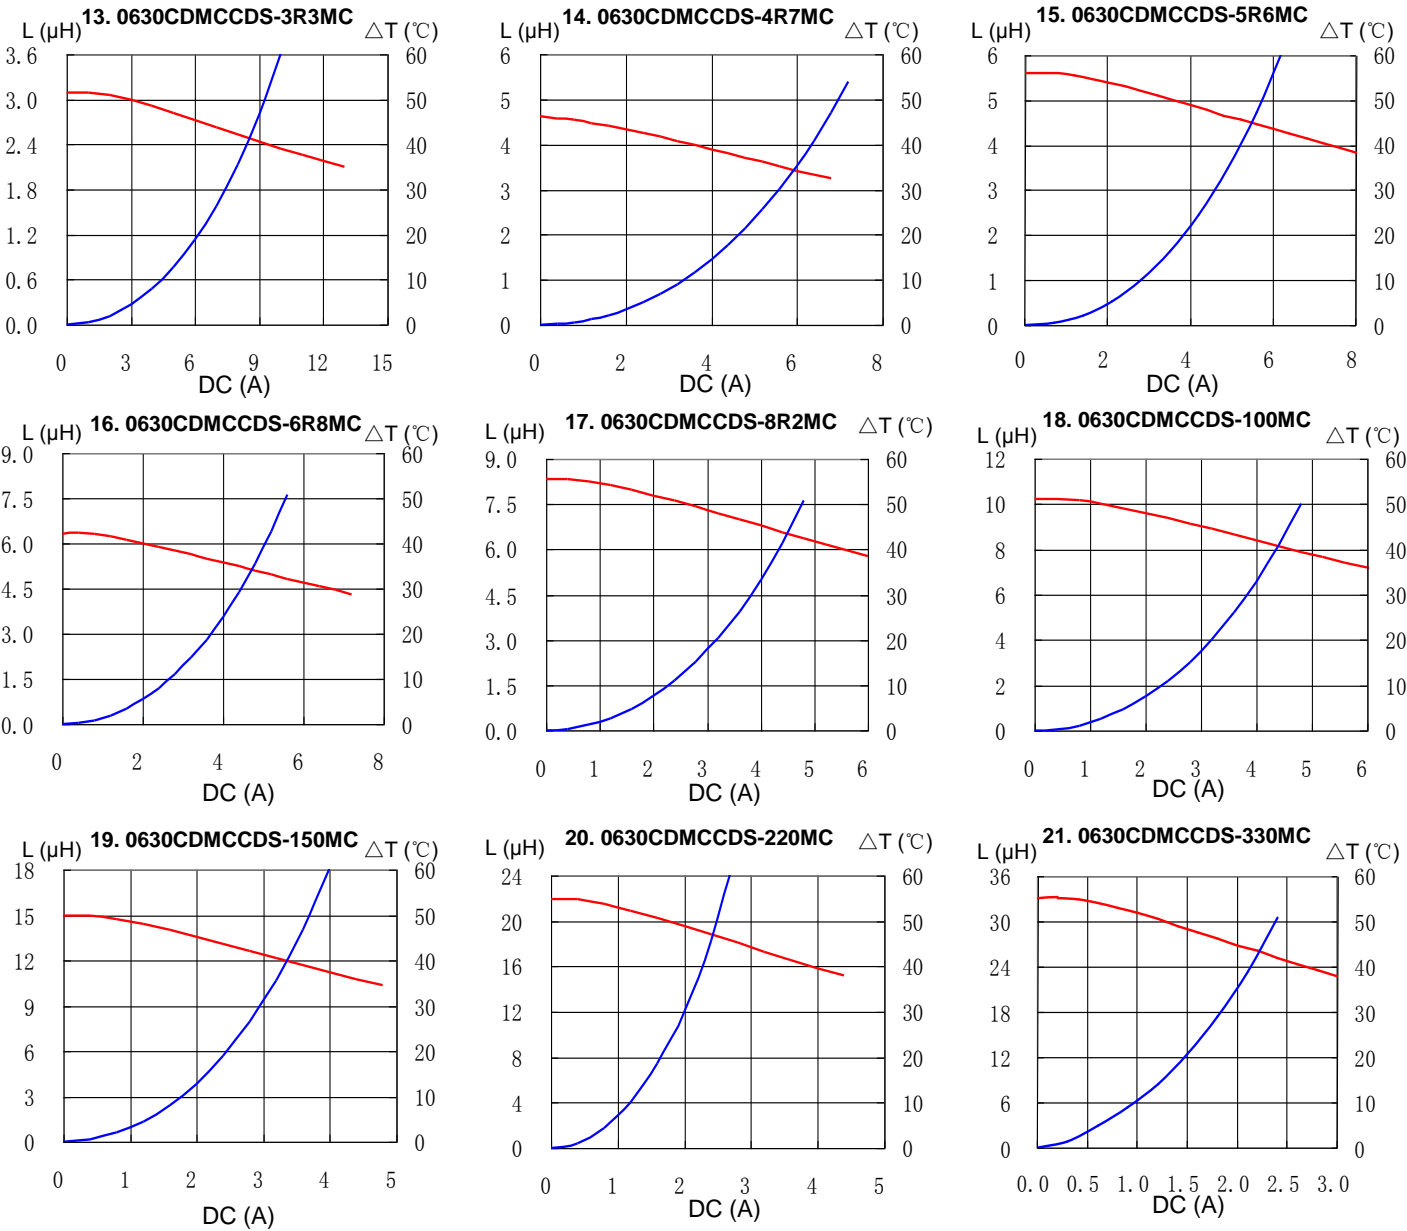 13. 0630CDMCCDS-3R3MC
L (μH) △T (℃)
3.6 60
3.0 50
2.4 40
1.8 30
1.2 20
0.6 10
0.0 0
0 3 6 9 12 15
DC (A)
14. 0630CDMCCDS-4R7MC
L (μH) △T (℃)
6 60
5 50
4 40
3 30
2 20
1 10
0 0
0 2 4 6 8
DC (A)
15. 0630CDMCCDS-5R6MC
L (μH) △T (℃)
6 60
5 50
4 40
3 30
2 20
1 10
0 0
0 2 4 6 8
DC (A)
16. 0630CDMCCDS-6R8MC
L (μH) △T (℃)
9.0 60
7.5 50
6.0 40
4.5 30
3.0 20
1.5 10
0.0 0
0 2 4 6 8
DC (A)
17. 0630CDMCCDS-8R2MC
L (μH) △T (℃)
9.0 60
7.5 50
6.0 40
4.5 30
3.0 20
1.5 10
0.0 0
0 1 2 3 4 5 6
DC (A)
18. 0630CDMCCDS-100MC
L (μH) △T (℃)
12 60
10 50
8 40
6 30
4 20
2 10
0 0
0 1 2 3 4 5 6
DC (A)
19. 0630CDMCCDS-150MC
L (μH) △T (℃)
18 60
15 50
12 40
9 30
6 20
3 10
0 0
0 1 2 3 4 5
DC (A)
20. 0630CDMCCDS-220MC
L (μH) △T (℃)
24 60
20 50
16 40
12 30
8 20
4 10
0 0
0 1 2 3 4 5
DC (A)
21. 0630CDMCCDS-330MC
L (μH) △T (℃)
36 60
30 50
24 40
18 30
12 20
6 10
0 0
0.0 0.5 1.0 1.5 2.0 2.5 3.0
DC (A)